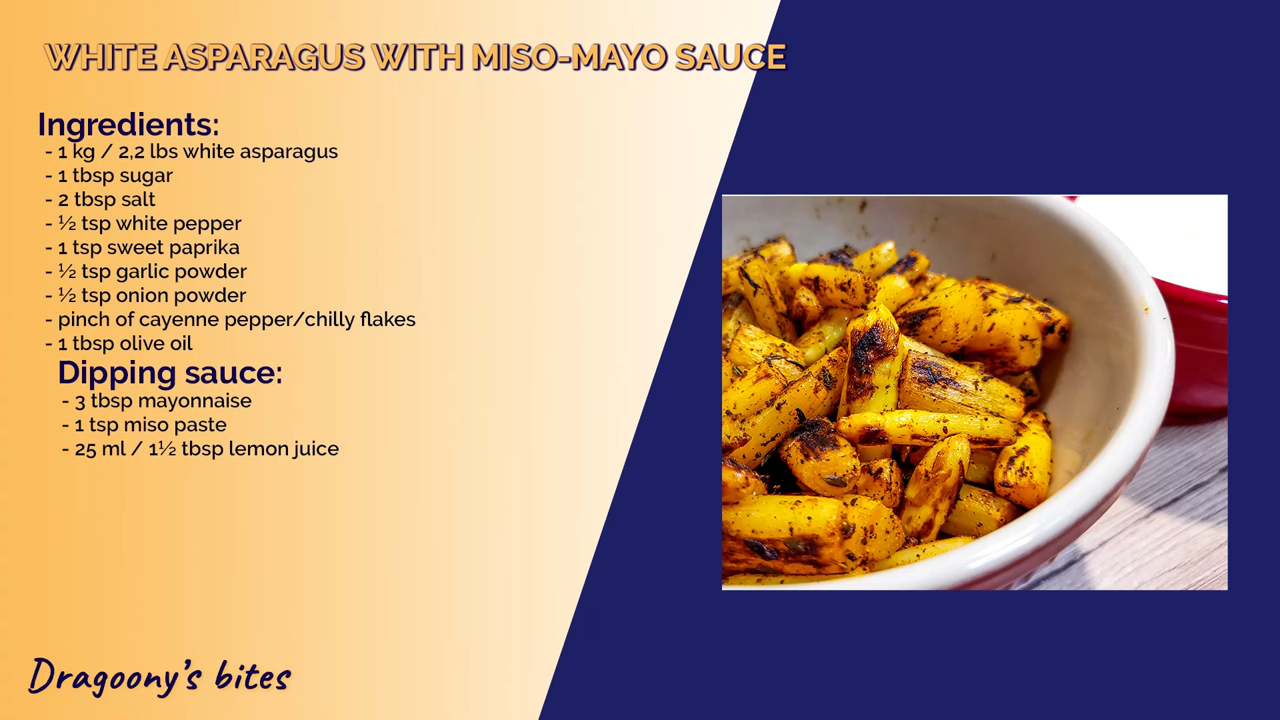 WHITE ASPARAGUS WITH MISO-MAYO SAUCE
Ingredients:
- 1 kg / 2,2 lbs white asparagus
- 1 tbsp sugar
- 2 tbsp salt
- ½ tsp white pepper
- 1 tsp sweet paprika
- ½ tsp garlic powder
- ½ tsp onion powder
- pinch of cayenne pepper/chilly flakes
- 1 tbsp olive oil
Dipping sauce:
- 3 tbsp mayonnaise
- 1 tsp miso paste
- 25 ml / 1½ tbsp lemon juice
Dragoony's bites